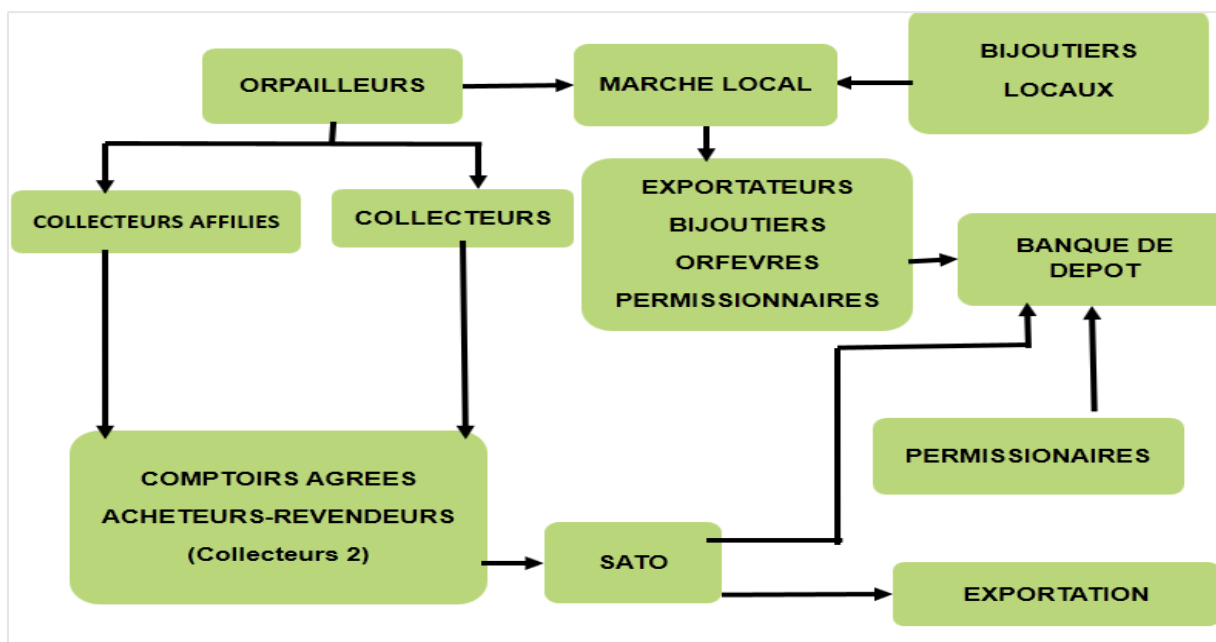 ORPAILLEURS
MARCHE LOCAL
BIJOUTIERS
LOCAUX
COLLECTEURS AFFILIES
COLLECTEURS
EXPORTATEURS
BIJOUTIERS
ORFEVRES
PERMISSIONNAIRES
BANQUE DE
DEPOT
COMPTOIRS AGREES
ACHETEURS-REVENDEURS
(Collecteurs 2)
SATO
PERMISSIONAIRES
EXPORTATION